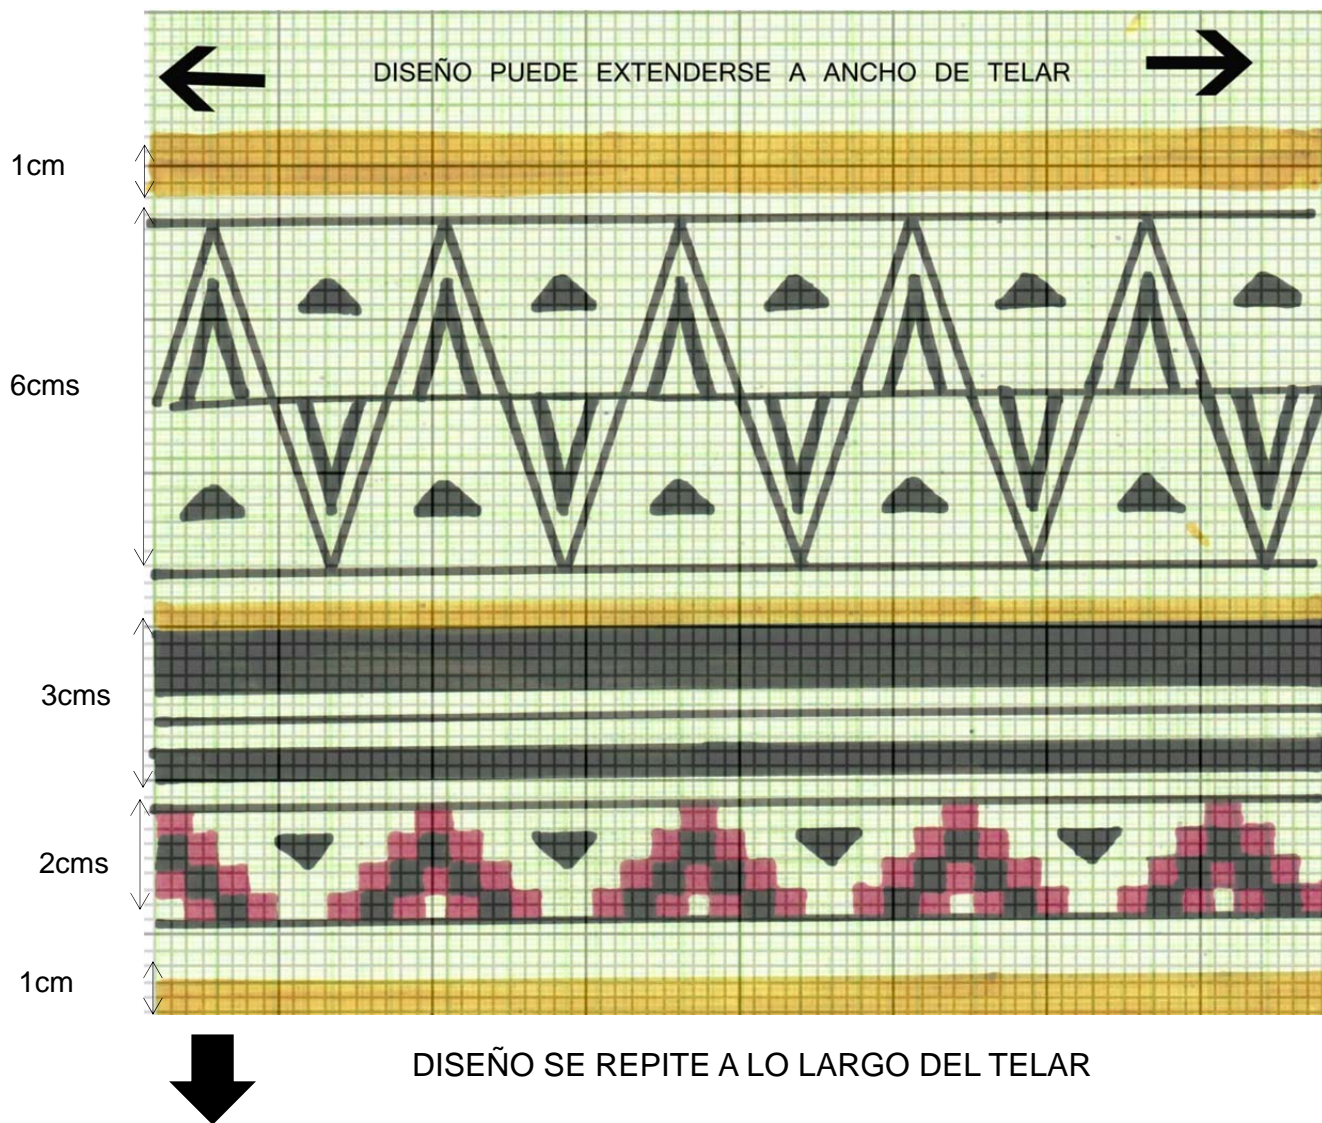 DISEÑO PUEDE EXTENDERSE A ANCHO DE TELAR
1cm
6cms
3cms
2cms
1cm
DISEÑO SE REPITE A LO LARGO DEL TELAR